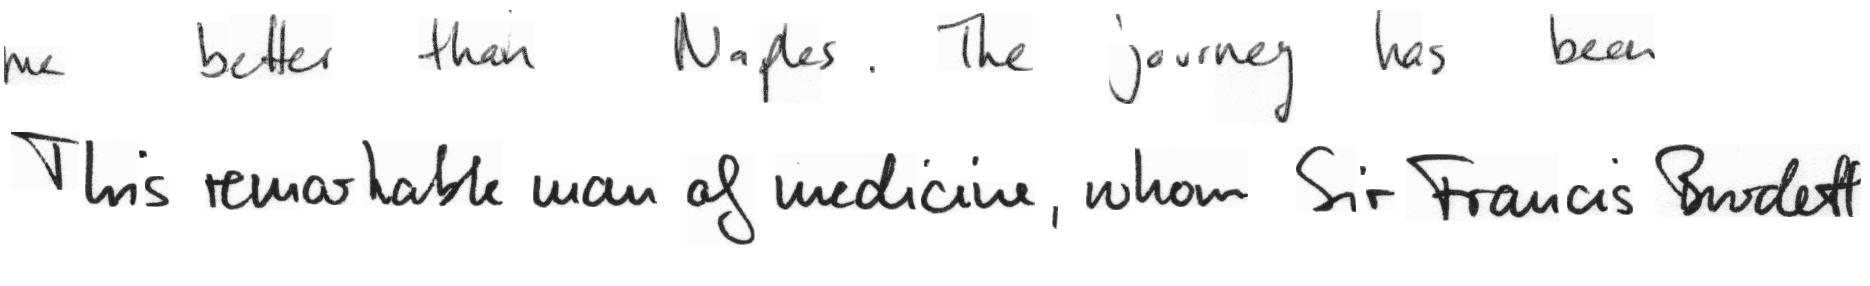 me better than Naples. The journey has been
This remarkable man of medicine, whom Sir Francis Burdett